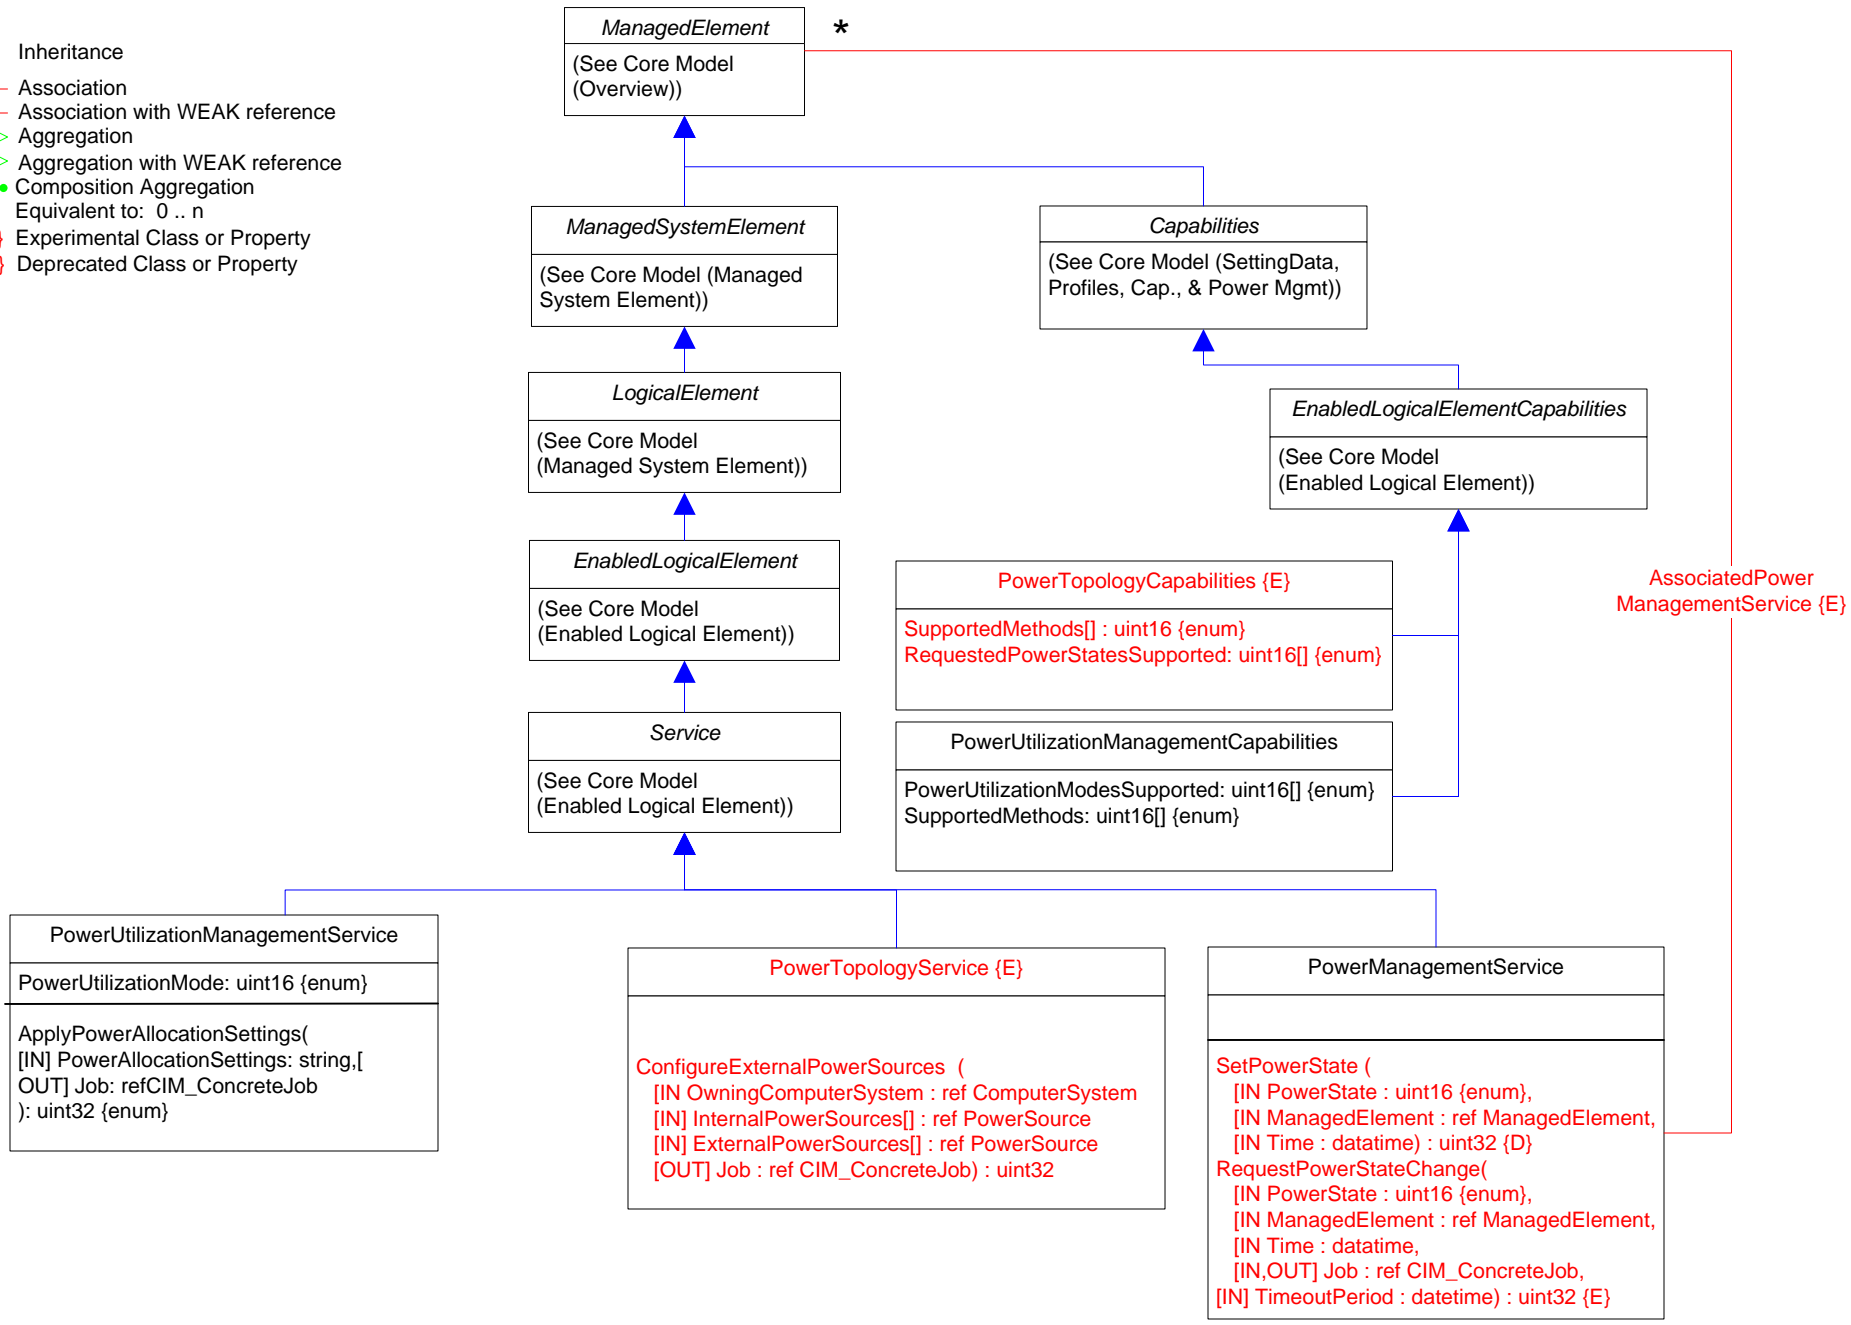 Inheritance
Association
Association with WEAK reference
Aggregation
Aggregation with WEAK reference
Composition Aggregation
Equivalent to: 0 .. n
} Experimental Class or Property
} Deprecated Class or Property
ManagedElement
*
(See Core Model
(Overview))
ManagedSystemElement
(See Core Model (Managed
System Element))
Capabilities
(See Core Model (SettingData,
Profiles, Cap., & Power Mgmt))
LogicalElement
(See Core Model
(Managed System Element))
EnabledLogicalElementCapabilities
(See Core Model
(Enabled Logical Element))
EnabledLogicalElement
(See Core Model
(Enabled Logical Element))
PowerTopologyCapabilities {E}
SupportedMethods[] : uint16 {enum}
RequestedPowerStatesSupported: uint16[] {enum}
AssociatedPower
ManagementService {E}
Service
(See Core Model
(Enabled Logical Element))
PowerUtilizationManagementCapabilities
PowerUtilizationModesSupported: uint16[] {enum}
SupportedMethods: uint16[] {enum}
PowerUtilizationManagementService
PowerUtilizationMode: uint16 {enum}
ApplyPowerAllocationSettings(
[IN] PowerAllocationSettings: string,[
OUT] Job: refCIM_ConcreteJob
): uint32 {enum}
PowerTopologyService {E}
ConfigureExternalPowerSources (
[IN OwningComputerSystem : ref ComputerSystem
[IN] InternalPowerSources[] : ref PowerSource
[IN] ExternalPowerSources[] : ref PowerSource
[OUT] Job : ref CIM_ConcreteJob) : uint32
PowerManagementService
SetPowerState (
[IN PowerState : uint16 {enum},
[IN ManagedElement : ref ManagedElement,
[IN Time : datatime) : uint32 {D}
RequestPowerStateChange(
[IN PowerState : uint16 {enum},
[IN ManagedElement : ref ManagedElement,
[IN Time : datatime,
[IN,OUT] Job : ref CIM_ConcreteJob,
[IN] TimeoutPeriod : datetime) : uint32 {E}